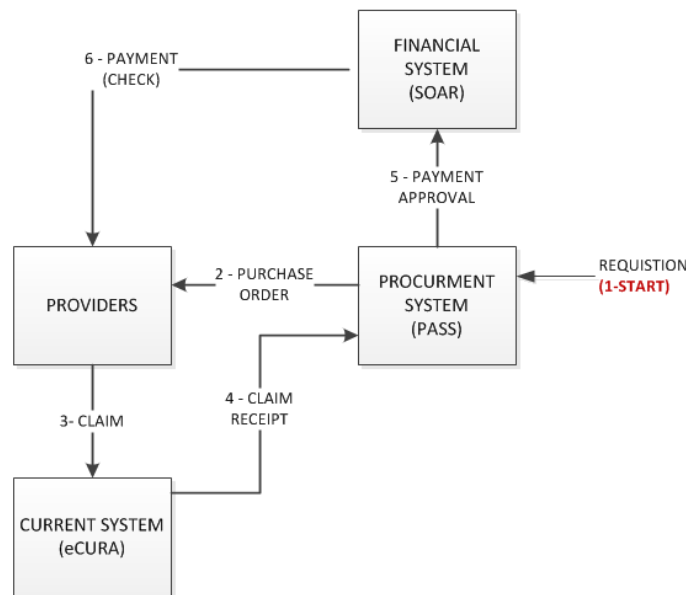 FINANCIAL
SYSTEM
(SOAR)
6 - PAYMENT
(CHECK)
5 - PAYMENT
APPROVAL
PROVIDERS
2 - PURCHASE
ORDER
PROCURMENT
SYSTEM
(PASS)
REQUISTION
(1-START)
3- CLAIM
4 - CLAIM
RECEIPT
CURRENT SYSTEM
(eCURA)